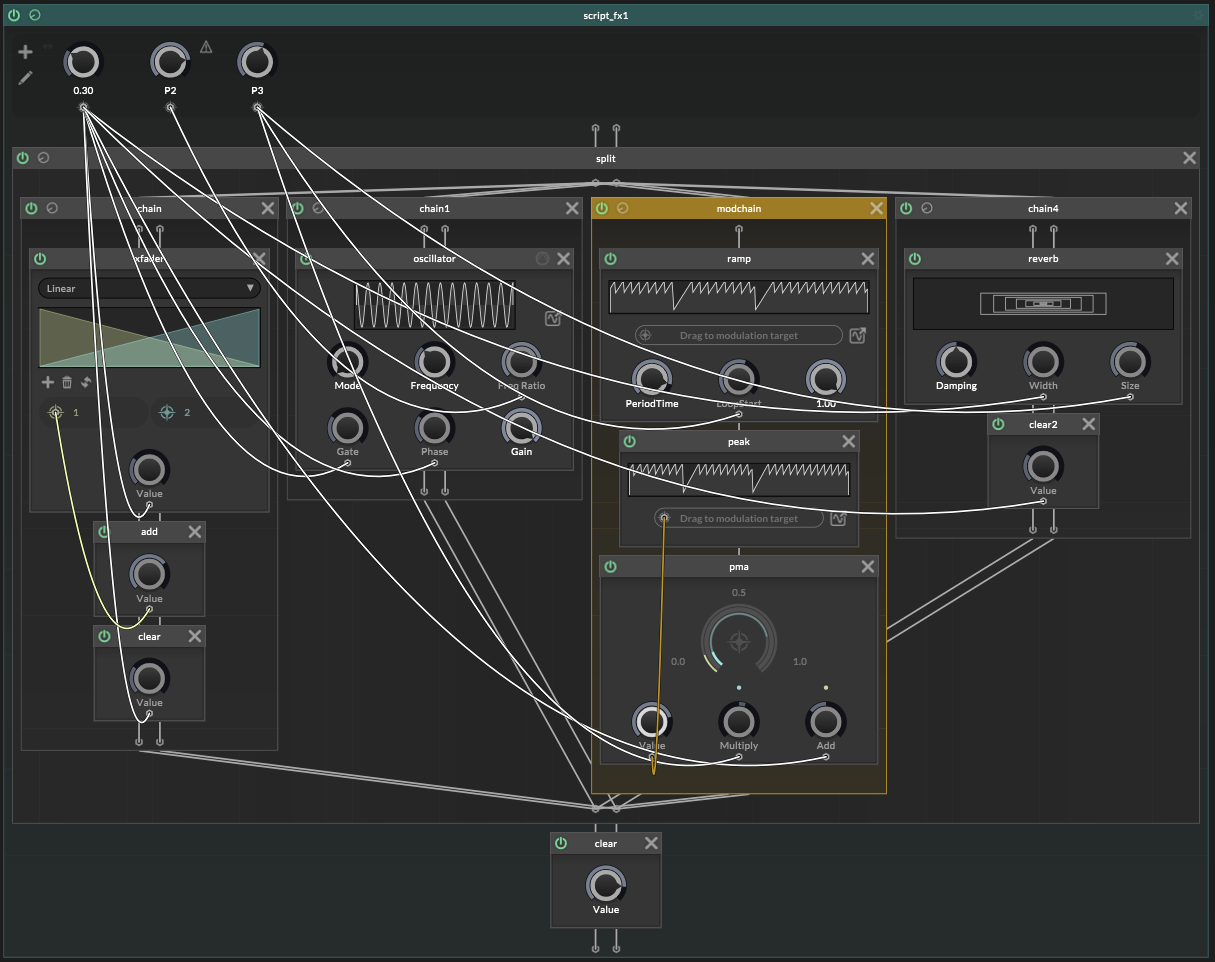 script_fx1
0.30
P2
P3
split
chain
chain1
modchain
chain4
xfader
oscillator
ramp
reverb
Linear
Drag to modulation target
Mode
Frequency
Freq Ratio
PeriodTime
LoopStart
1.00
Damping
Width
Size
1
2
clear2
peak
Gate
Phase
Gain
Value
Value
Drag to modulation target
add
pma
0.5
Value
clear
0.0
1.0
Value
Value
Multiply
Add
clear
Value